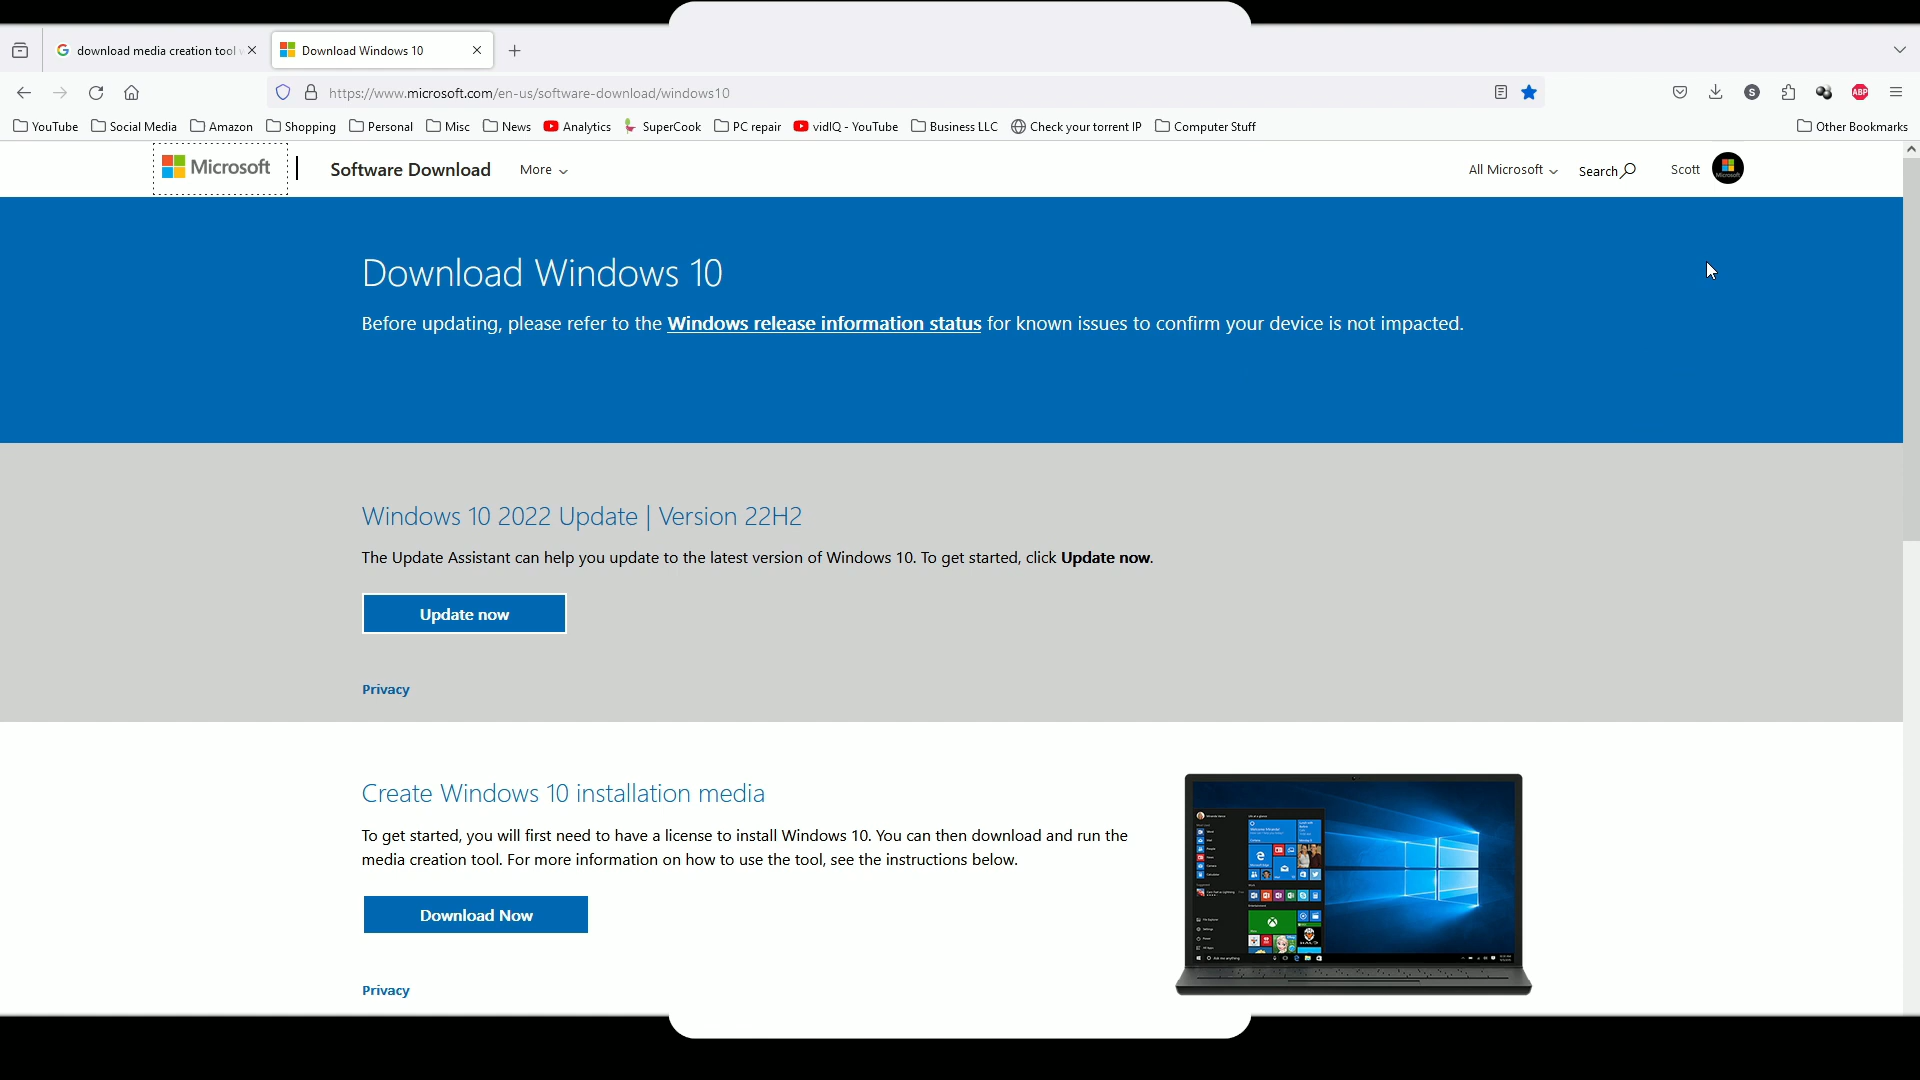 download media creation tool
Download Windows 10
https://www.microsoft.com/en-us/software-download/windows10
S
ABP
YouTube
Social Media
Amazon
Shopping
Personal
Misc
News
Analytics
SuperCook
PC repair
vidIQ - YouTube
Business LLC
Check your torrent IP
Computer Stuff
Other Bookmarks
Microsoft
Software Download
More
All Microsoft
Search
Scott
Download Windows 10
Before updating, please refer to the Windows release information status for known issues to confirm your device is not impacted.
Windows 10 2022 Update | Version 22H2
The Update Assistant can help you update to the latest version of Windows 10. To get started, click Update now.
Update now
Privacy
Create Windows 10 installation media
To get started, you will first need to have a license to install Windows 10. You can then download and run the
media creation tool. For more information on how to use the tool, see the instructions below.
Download Now
Privacy